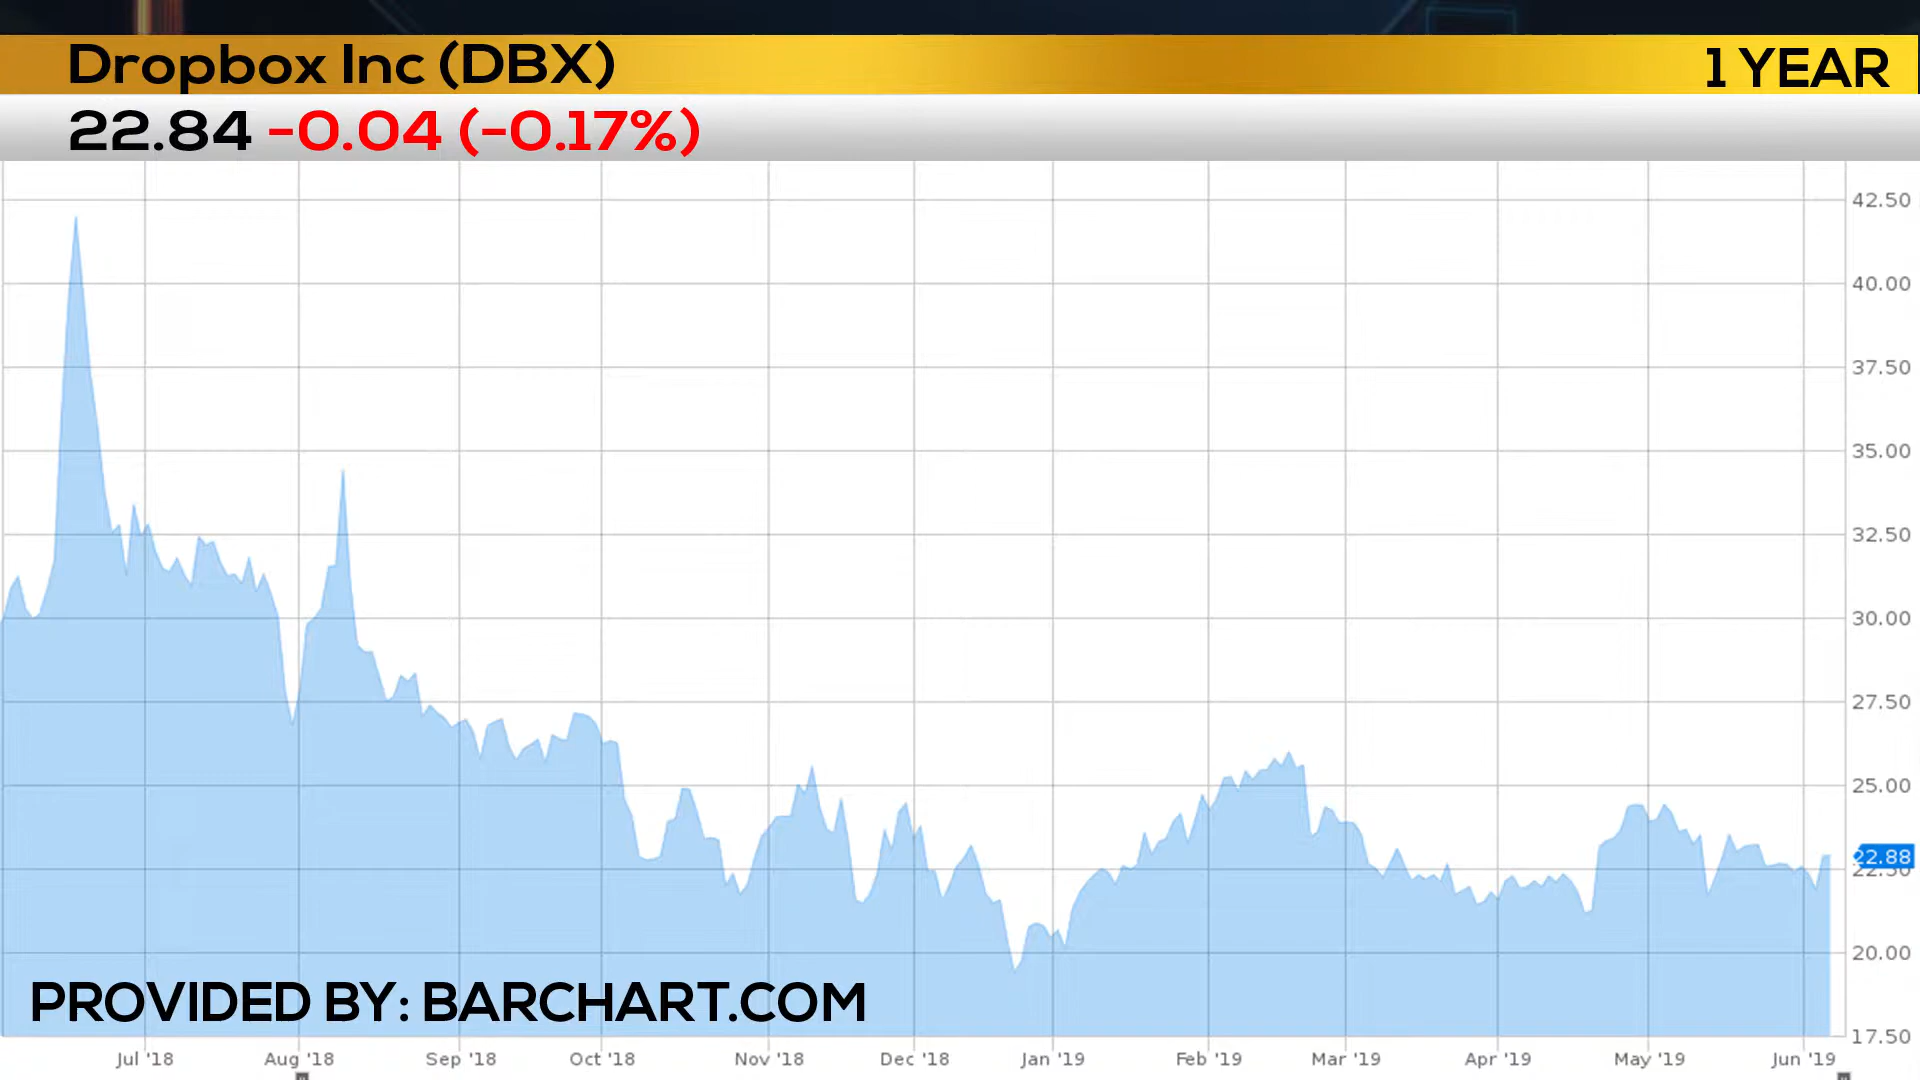 Dropbox Inc (DBX)
1 YEAR
22.84 -0.04 (-0.17%)
42.50
40.00
37.50
35.00
32.50
30.00
27.50
25.00
22.88
22.50
20.00
17.50
PROVIDED BY: BARCHART.COM
Jul '18 Aug '18 Sep '18 Oct '18 Nov '18 Dec '18 Jan '19 Feb '19 Mar '19 Apr '19 May '19 Jun '19